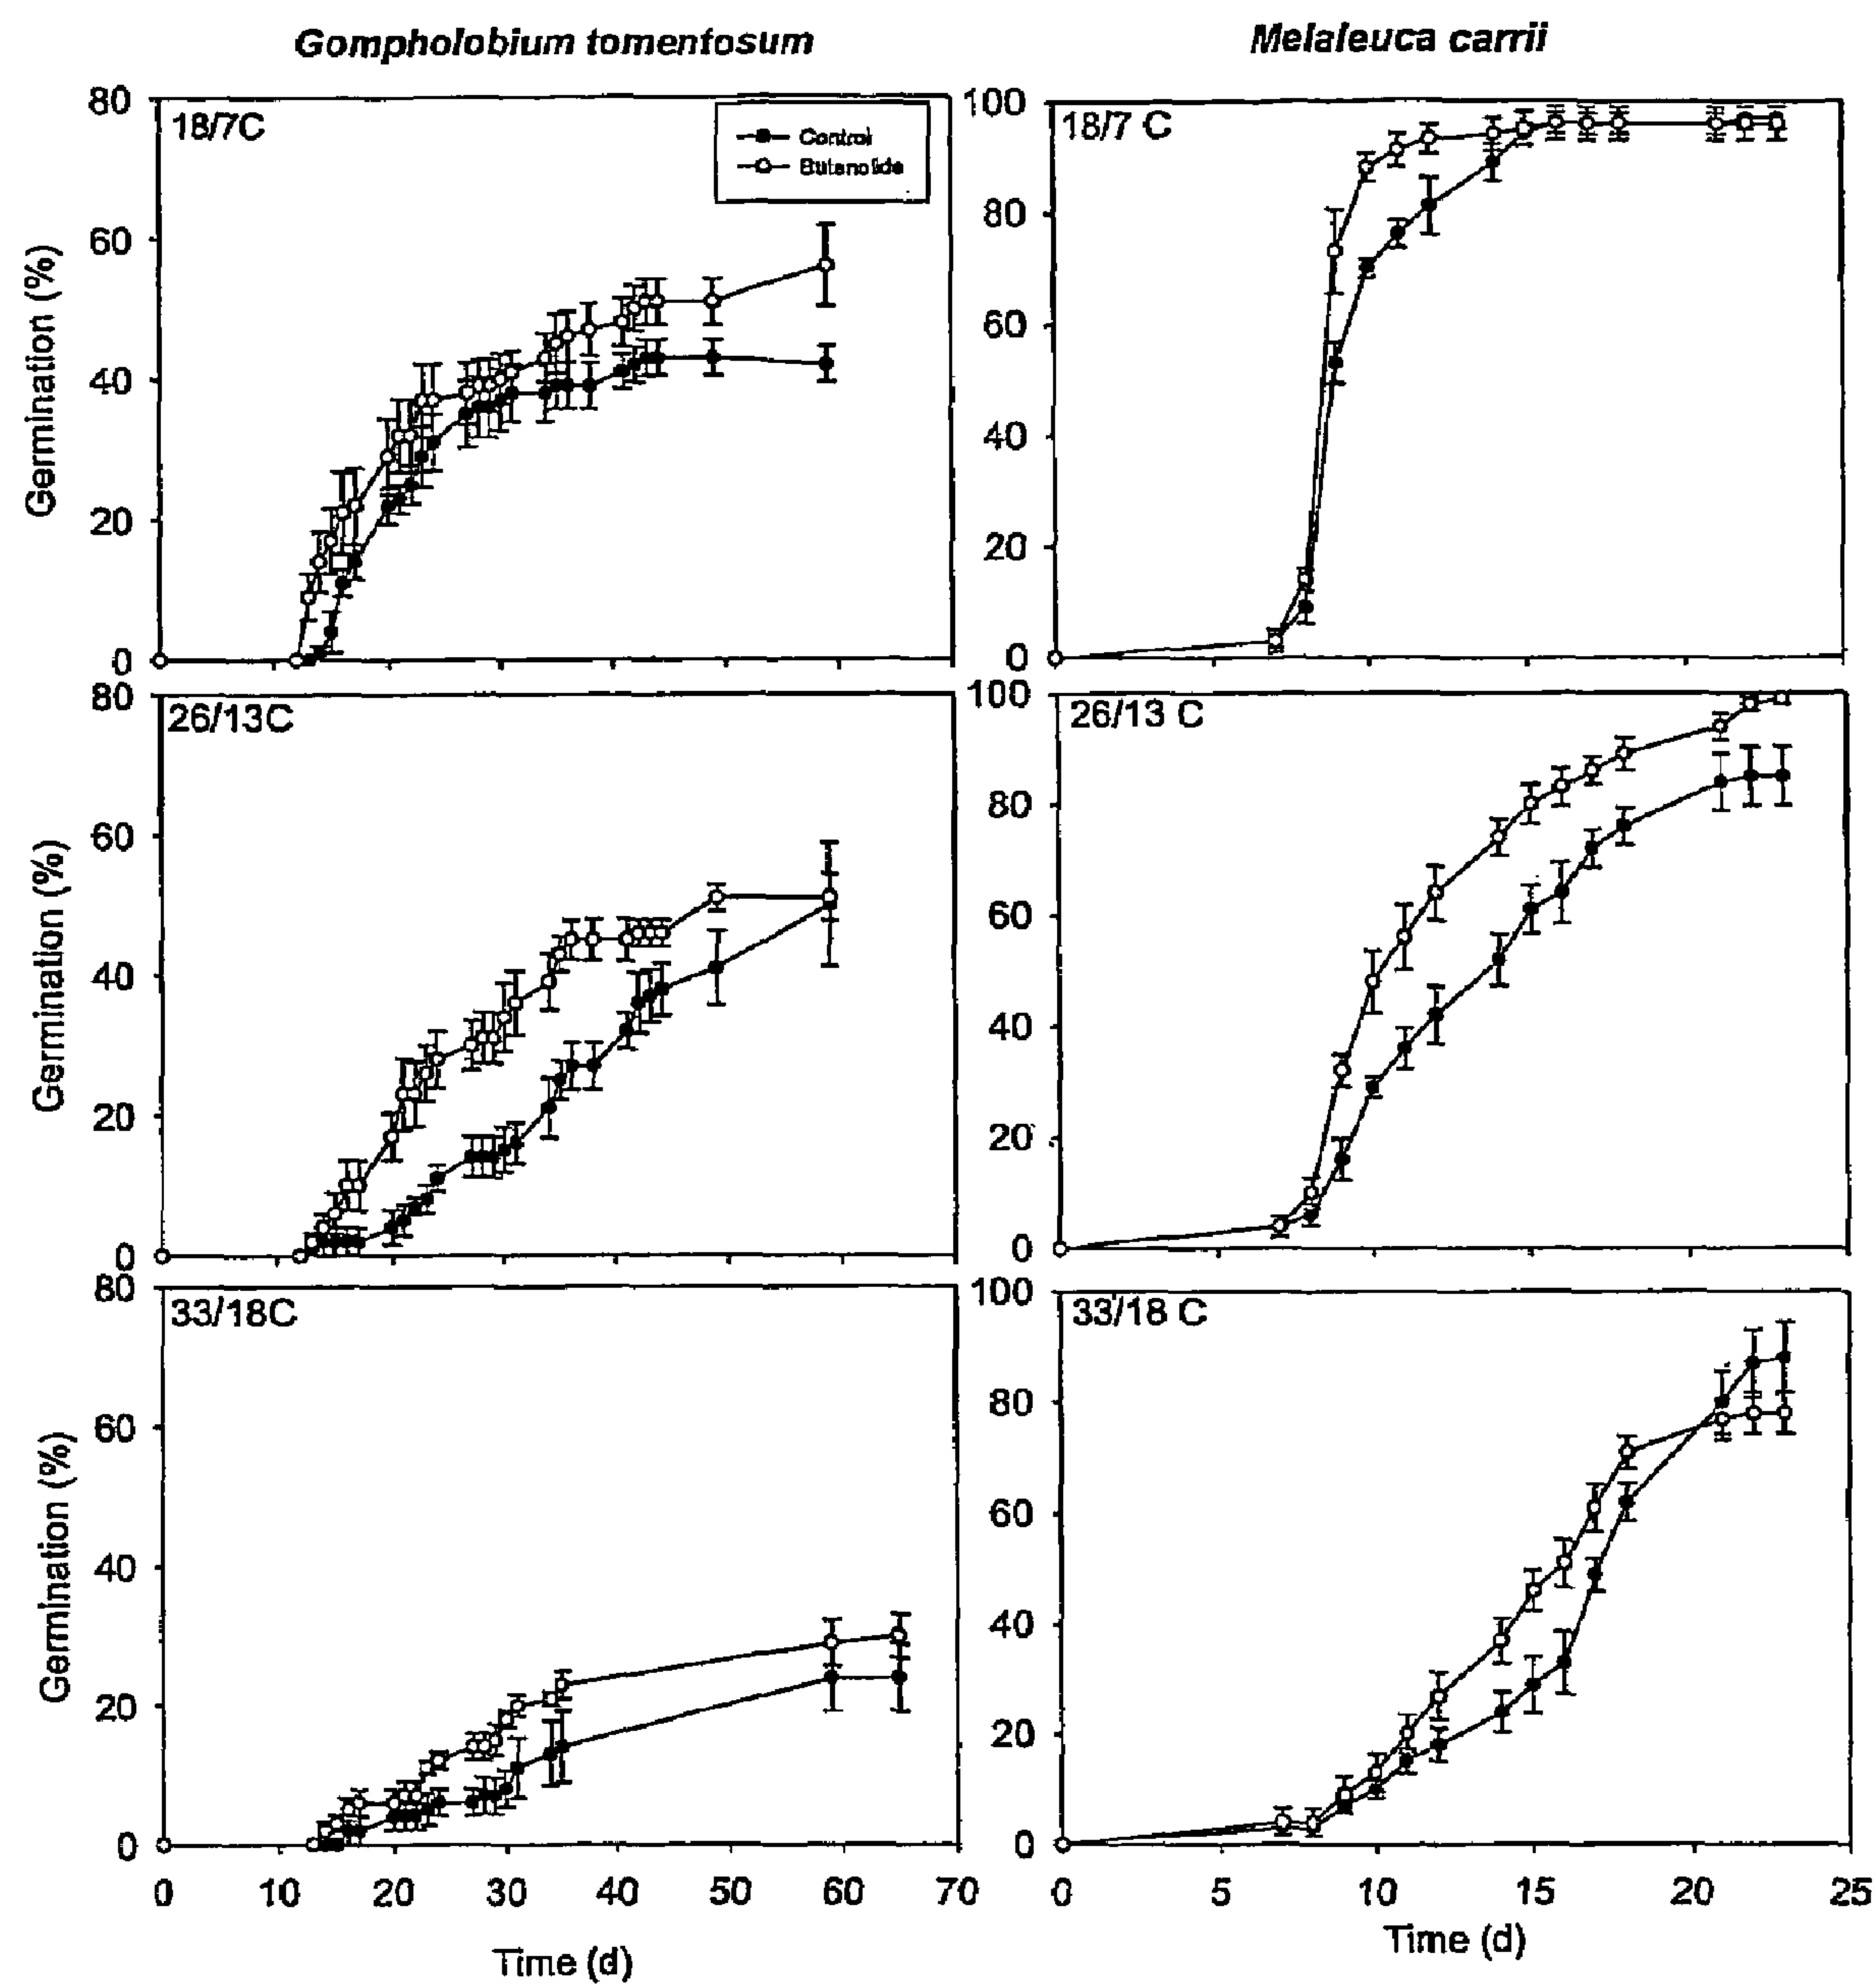 Gompholobium tomentosum
Melaleuca carrii
18/7C
Control
Butenolide
80
60
40
20
0
Germination (%)
18/7 C
100
80
60
40
20
0
26/13C
80
60
40
20
0
Germination (%)
26/13 C
100
80
60
40
20
0
33/18C
80
60
40
20
0
Germination (%)
0 10 20 30 40 50 60 70
Time (d)
33/18 C
100
80
60
40
20
0
0 5 10 15 20 25
Time (d)